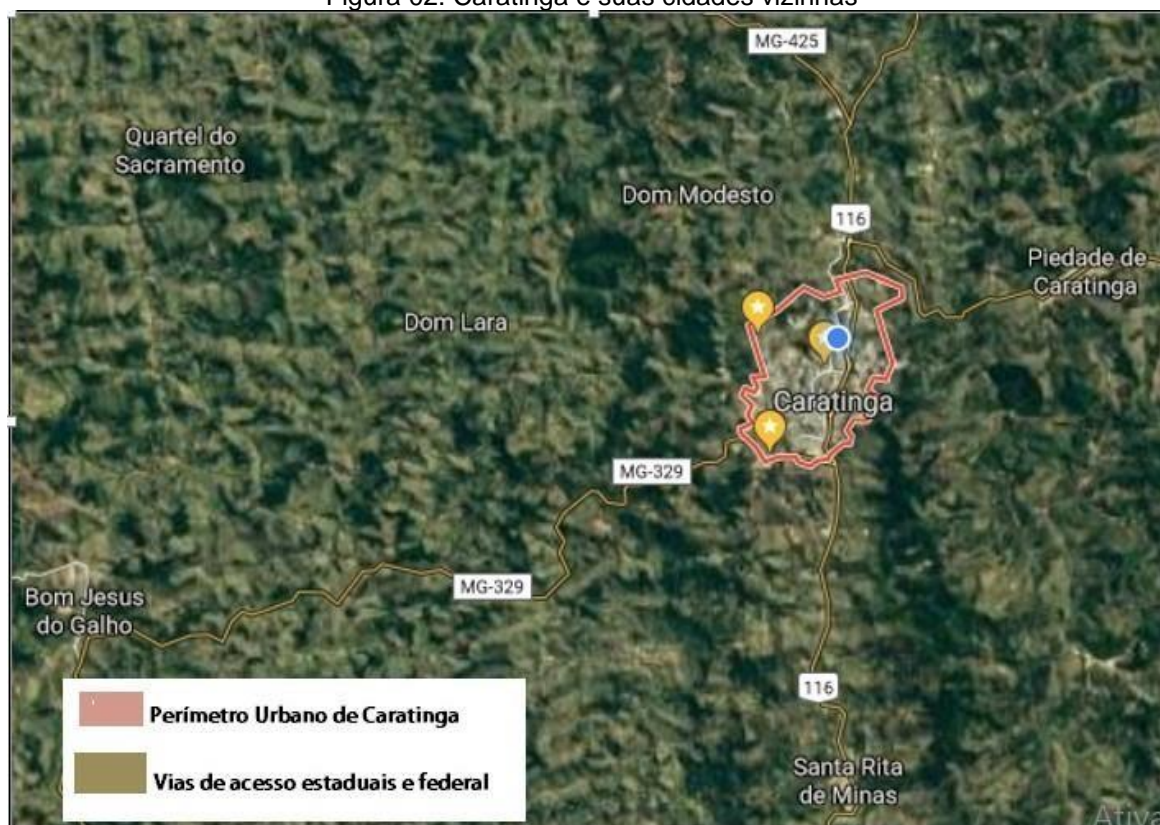 Figura 02: Caratinga e suas cidades vizinhas
MG-425
Quartel do
Sacramento
Dom Modesto
116
Piedade de
Caratinga
Dom Lara
Caratinga
MG-329
MG-329
Bom Jesus
do Galho
116
Perímetro Urbano de Caratinga
Vias de acesso estaduais e federal
Santa Rita
de Minas
Ativa